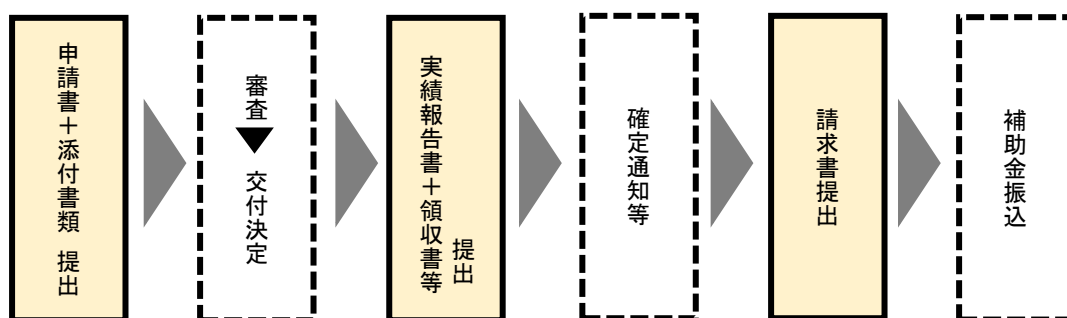 申請書＋添付書類 提出
審査
交付決定
実績報告書＋領収書等
提出
確定通知等
請求書提出
補助金振込